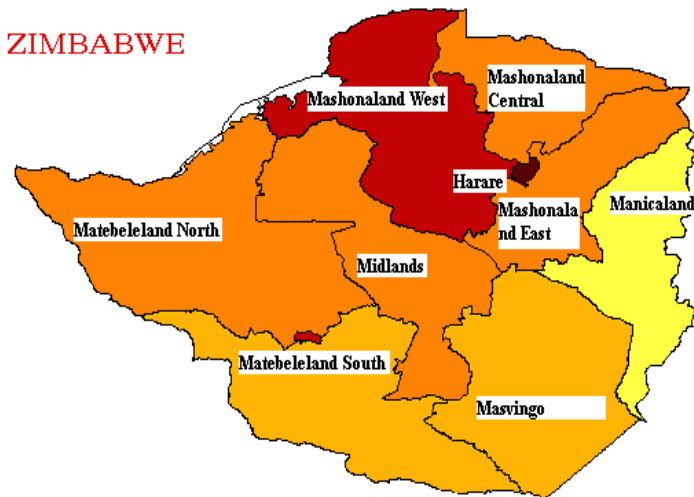 ZIMBABWE
Mashonaland
Central
Mashonaland West
Harare
Mashonala
nd East
Manicaland
Matebeleland North
Midlands
Matebeleland South
Masvingo